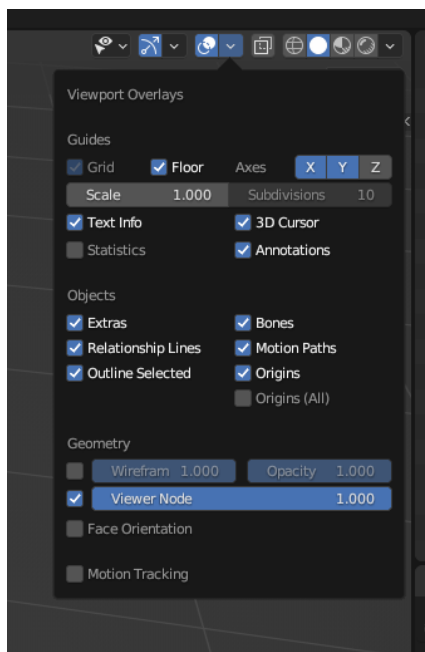 Viewport Overlays
Guides
Grid Floor Axes X Y Z
Scale 1.000 Subdivisions 10
Text Info 3D Cursor
Statistics Annotations
Objects
Extras Bones
Relationship Lines Motion Paths
Outline Selected Origins
Origins (All)
Geometry
Wirefram 1.000 Opacity 1.000
Viewer Node 1.000
Face Orientation
Motion Tracking